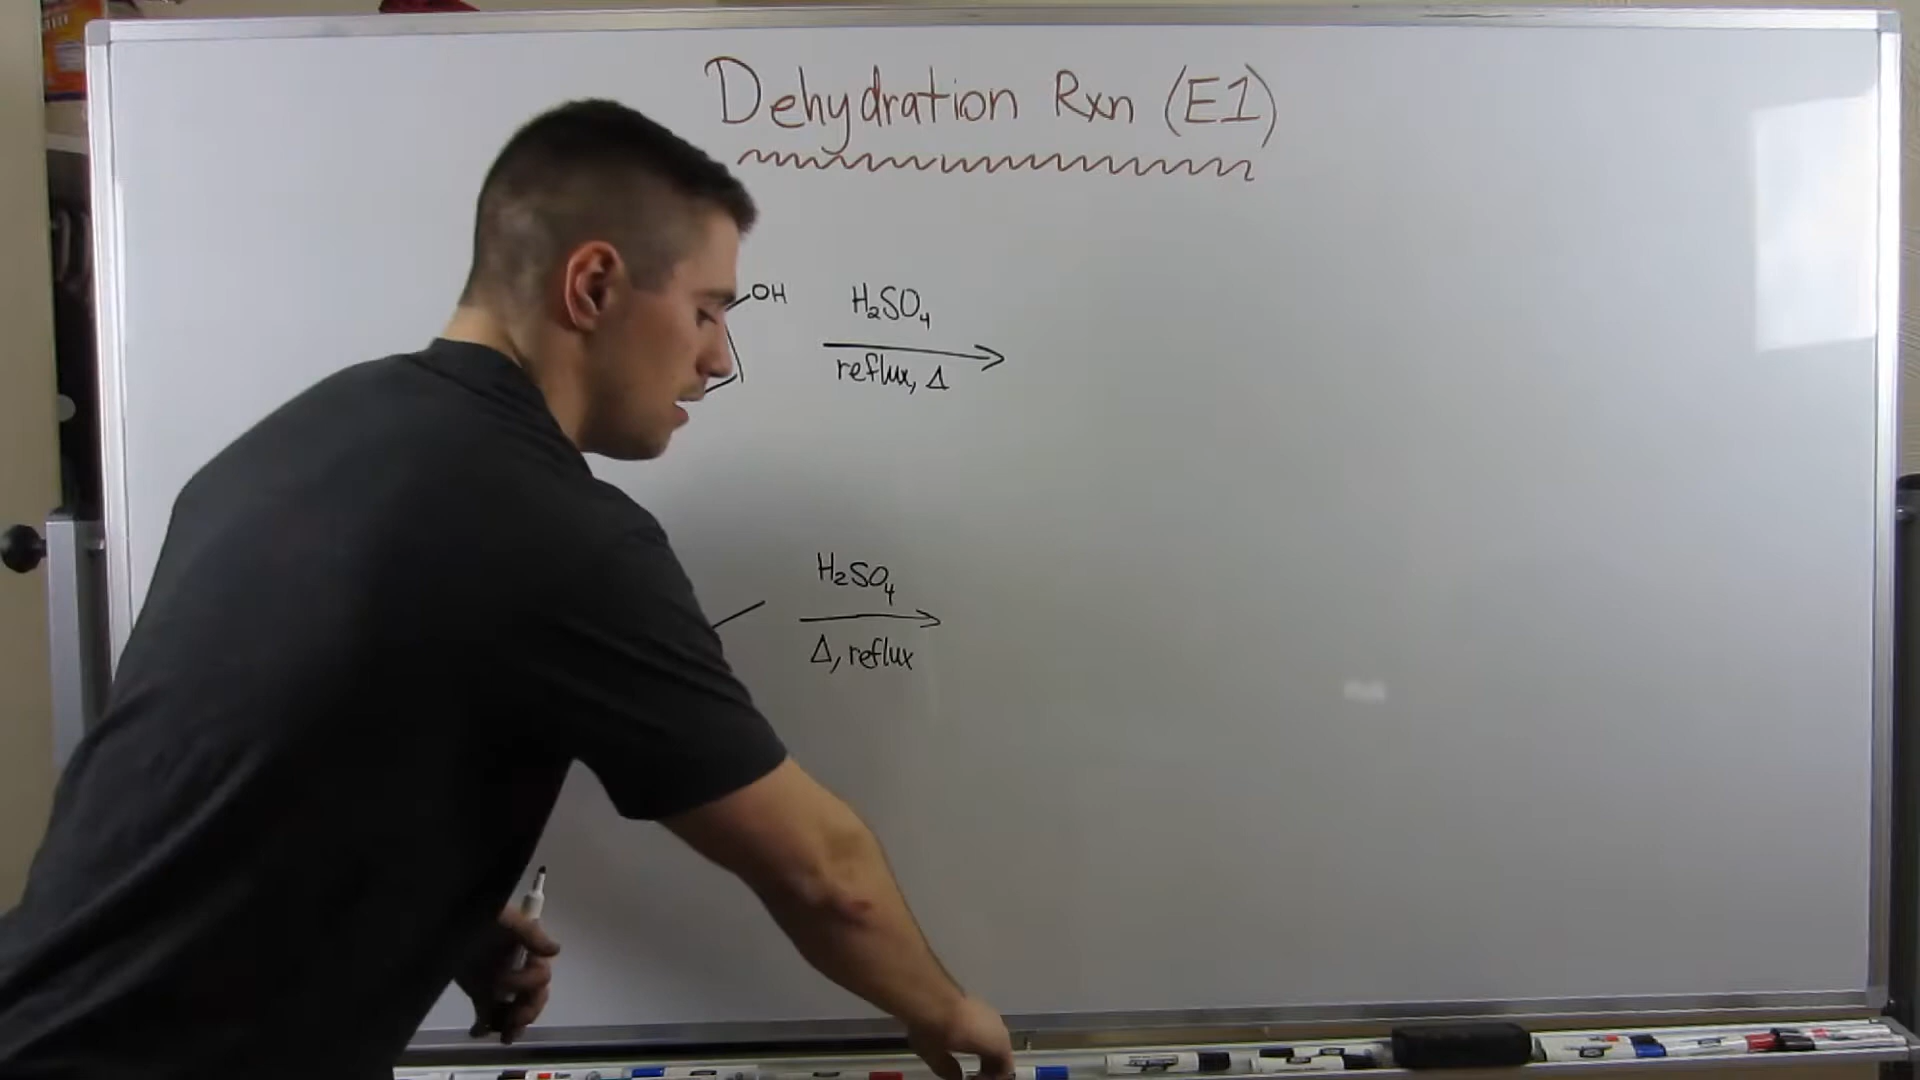 Dehydration Rxn (E1)
OH
H₂SO₄
reflux, Δ
H₂SO₄
Δ, reflux